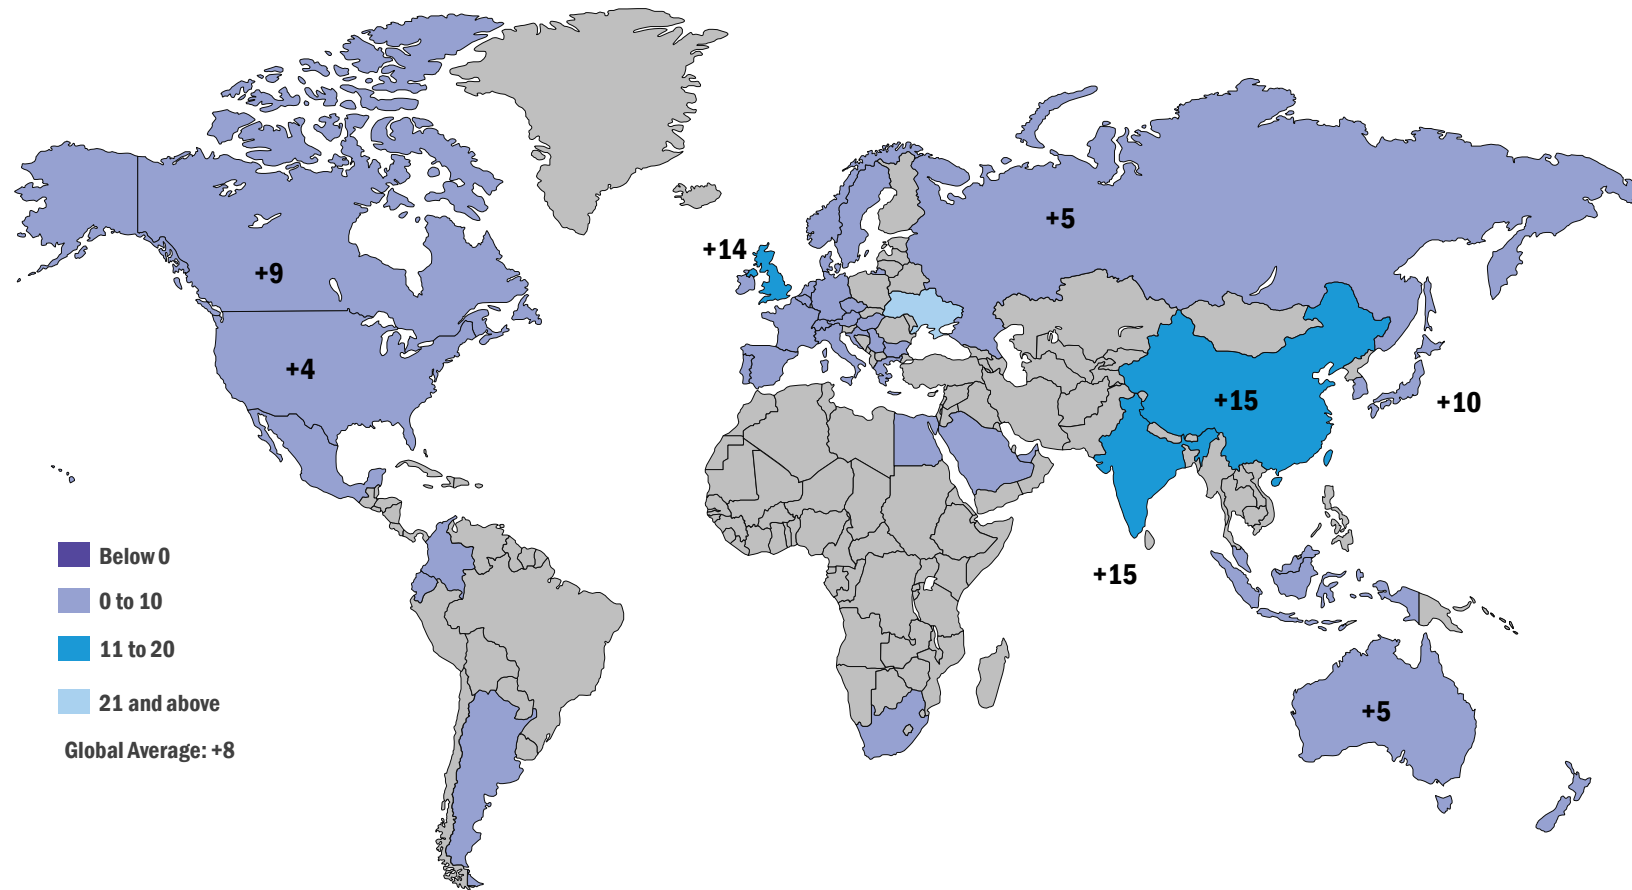 +5
+14
+9
+4
+15
+10
+15
Below 0
0 to 10
11 to 20
21 and above
+5
Global Average: +8